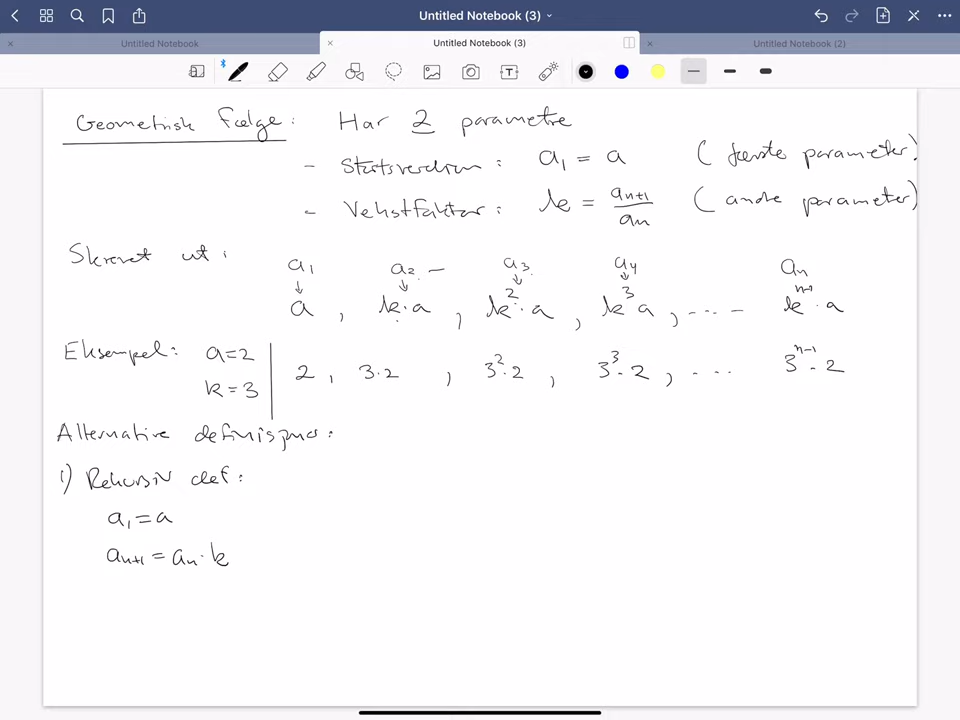 Untitled Notebook (3)
Untitled Notebook
Untitled Notebook (3)
Untitled Notebook (2)
Geometrisk Følge: Har 2 parametre
- Startsverdien: a₁ = a (første parameter)
- Vekstfaktor: k = aₙ₊₁/aₙ (andre parameter)
Skrevet ut:
a₁ a₂ a₃ a₄ aₙ
↓ ↓ ↓ ↓
a, k·a, k²·a, k³a, ..... kⁿ⁻¹·a
Eksempel: a=2
k=3
2, 3·2, 3²·2, 3³·2, .... 3ⁿ⁻¹·2
Alternative definisjoner:
1) Rekursiv def:
a₁=a
aₙ₊₁=aₙ·k